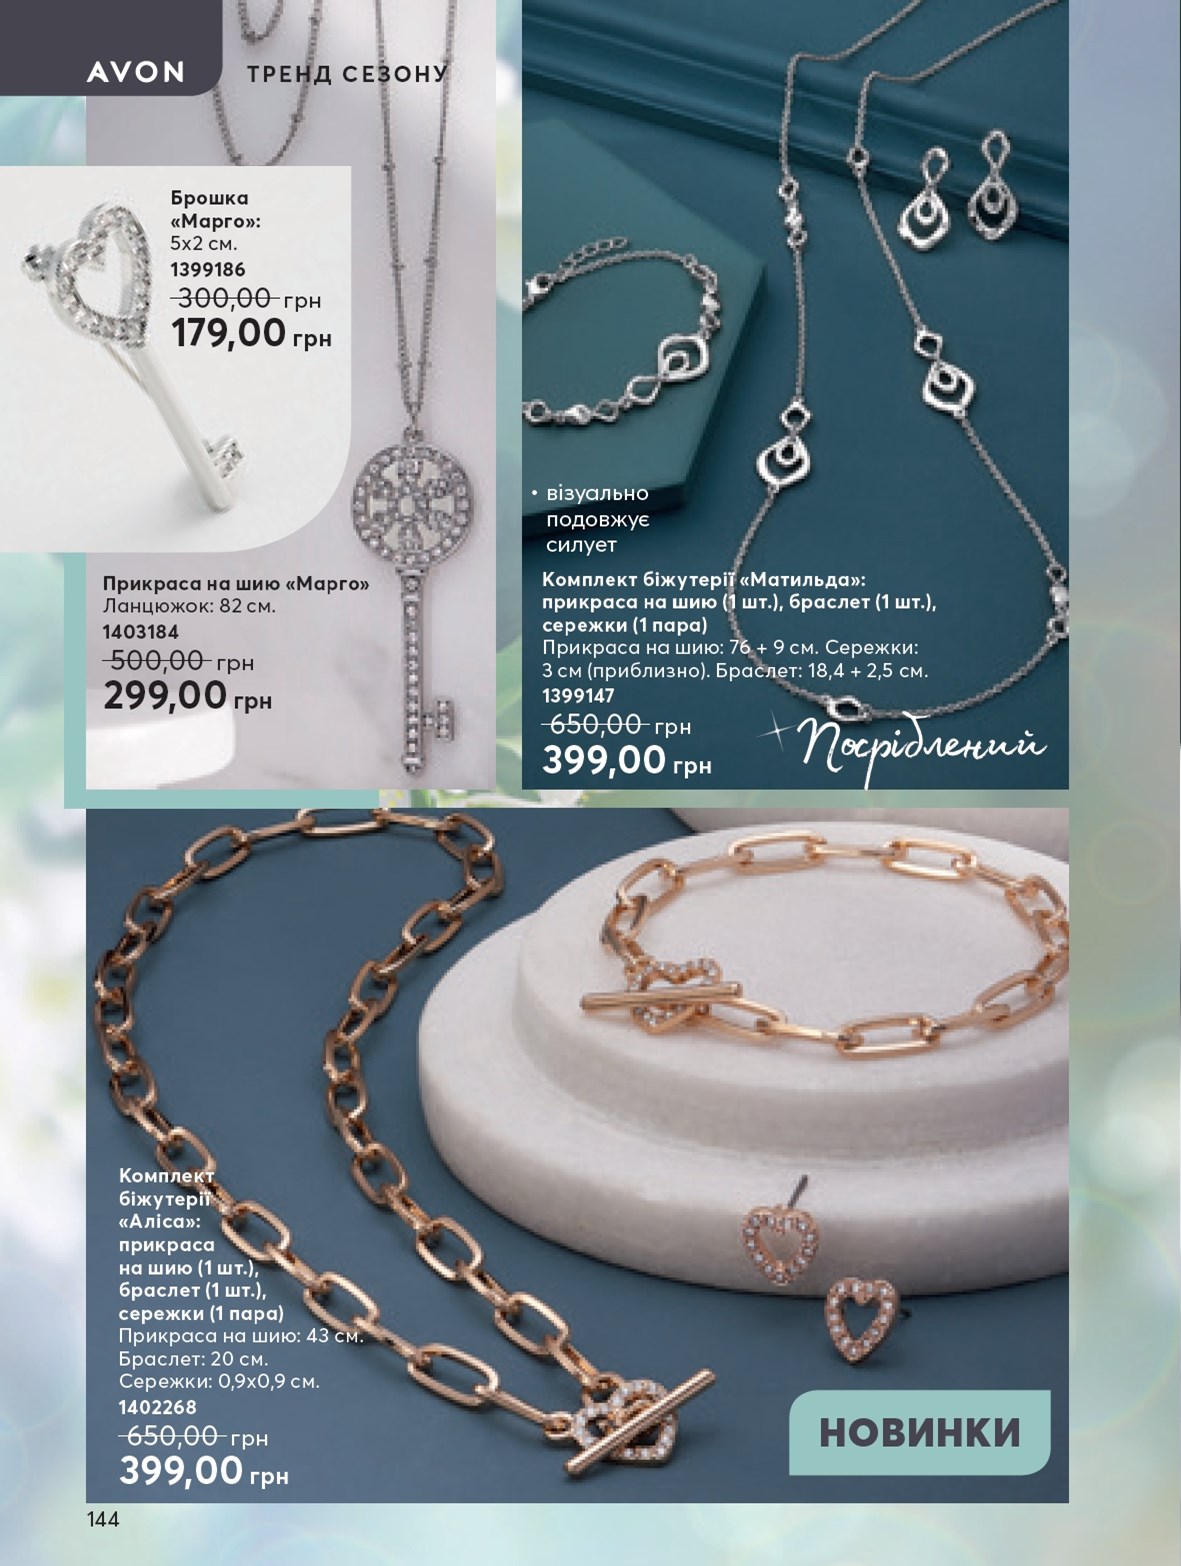 AVON
ТРЕНД СЕЗОНУ
Брошка
«Марго»:
5x2 см.
1399186
300,00 грн
179,00 грн
Прикраса на шию «Марго»
Ланцюжок: 82 см.
1403184
500,00 грн
299,00 грн
• візуально
подовжує
силует
Комплект біжутерії «Матильда»:
прикраса на шию (1 шт.), браслет (1 шт.),
сережки (1 пара)
Прикраса на шию: 76 + 9 см. Сережки:
3 см (приблизно). Браслет: 18,4 + 2,5 см.
1399147
650,00 грн
399,00 грн
Посріблений
Комплект
біжутерії
«Аліса»:
прикраса
на шию (1 шт.),
браслет (1 шт.),
сережки (1 пара)
Прикраса на шию: 43 см.
Браслет: 20 см.
Сережки: 0,9x0,9 см.
1402268
650,00 грн
399,00 грн
НОВИНКИ
144